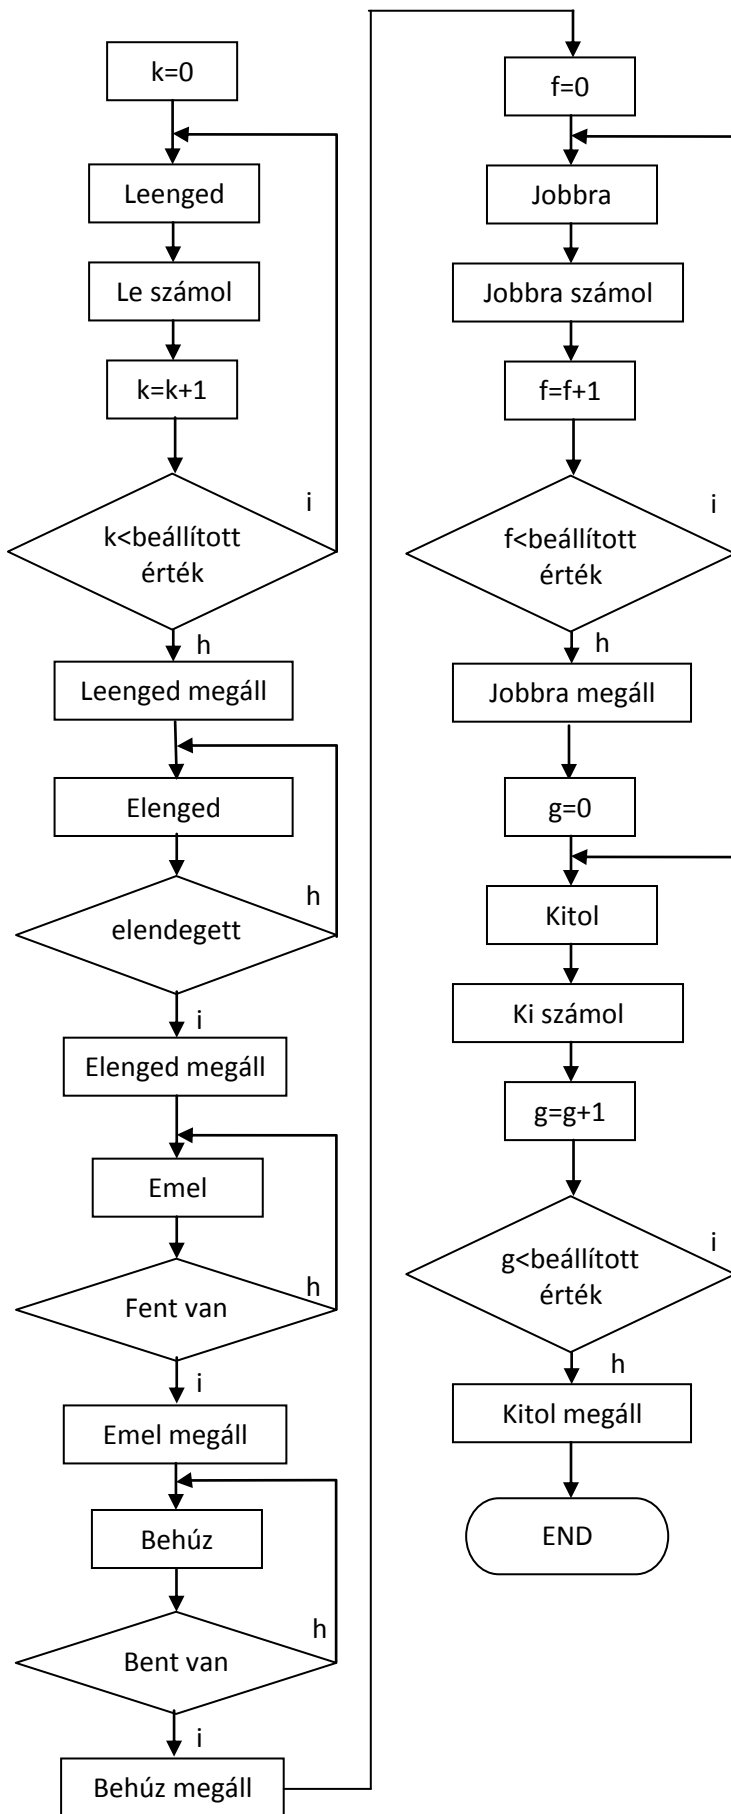 k=0
Leenged
Le számol
k=k+1
i
k<beállított
érték
h
Leenged megáll
Elenged
h
elendegett
i
Elenged megáll
Emel
h
Fent van
i
Emel megáll
Behúz
h
Bent van
i
Behúz megáll
f=0
Jobbra
Jobbra számol
f=f+1
i
f<beállított
érték
h
Jobbra megáll
g=0
Kitol
Ki számol
g=g+1
i
g<beállított
érték
h
Kitol megáll
END